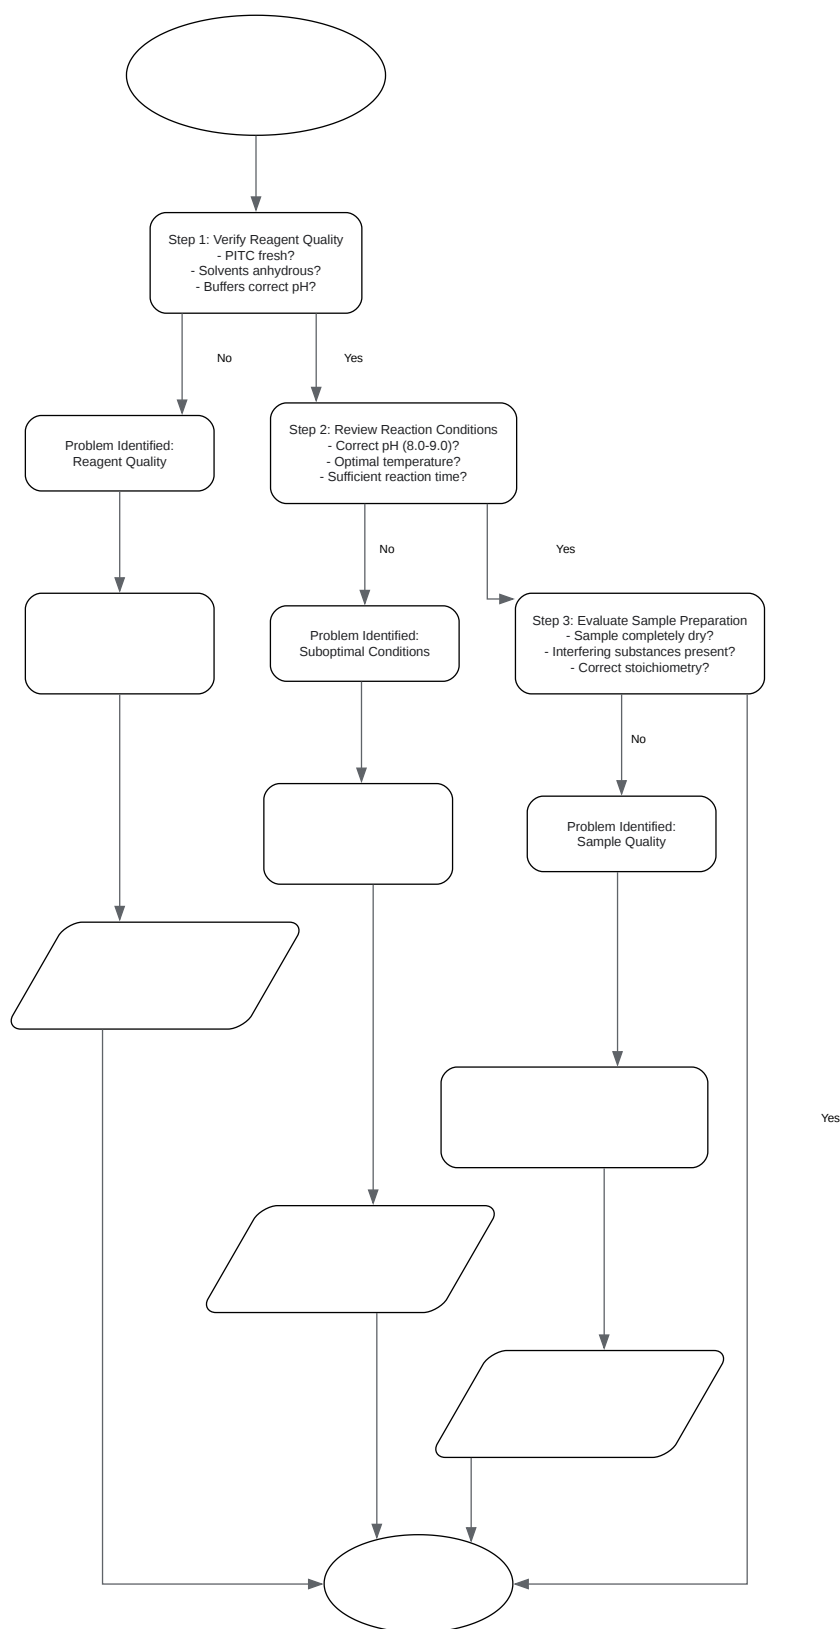 Step 1: Verify Reagent Quality
- PITC fresh?
- Solvents anhydrous?
- Buffers correct pH?
No
Yes
Problem Identified:
Reagent Quality
Step 2: Review Reaction Conditions
- Correct pH (8.0-9.0)?
- Optimal temperature?
- Sufficient reaction time?
No
Yes
Problem Identified:
Suboptimal Conditions
Step 3: Evaluate Sample Preparation
- Sample completely dry?
- Interfering substances present?
- Correct stoichiometry?
No
Problem Identified:
Sample Quality
Yes